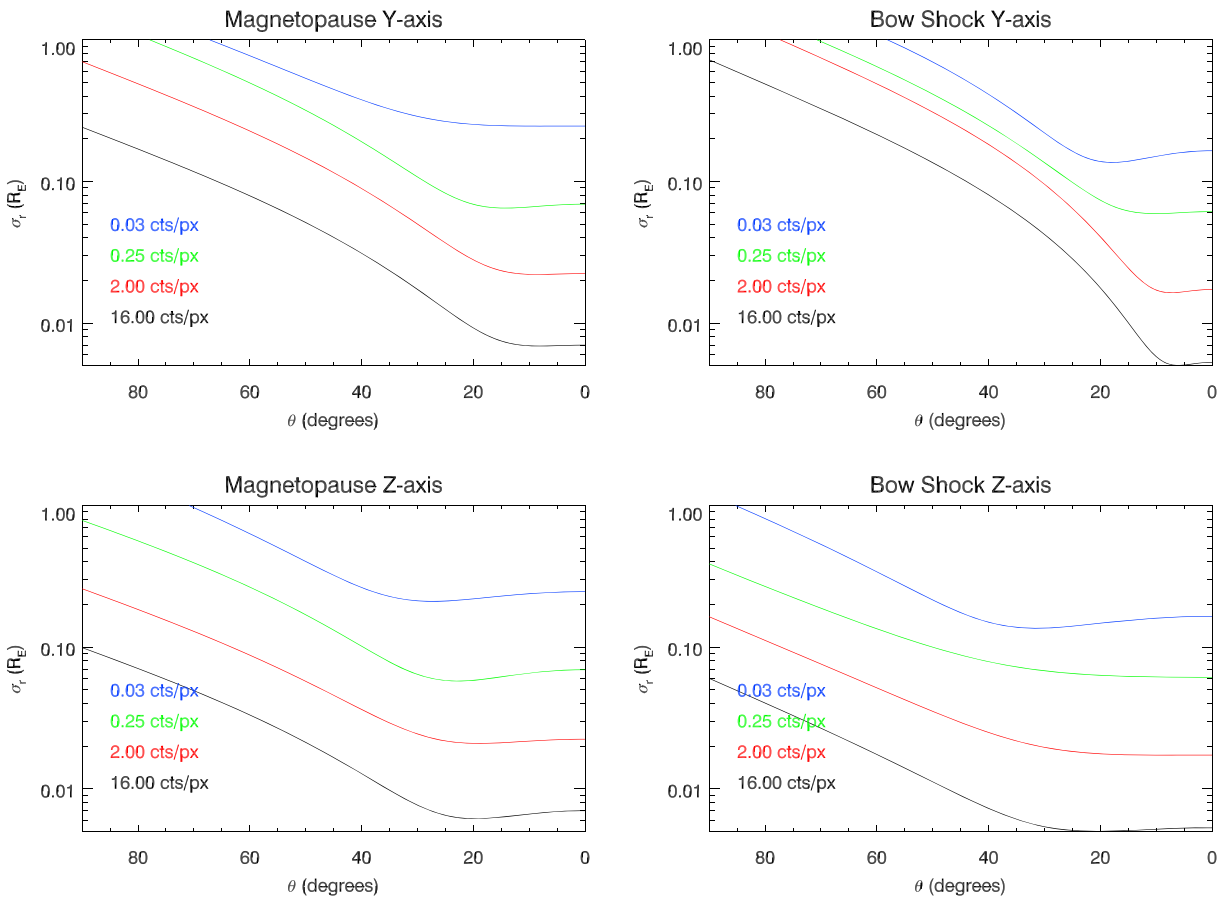 Magnetopause Y-axis
1.00
0.10
0.01
σr (RE)
0.03 cts/px
0.25 cts/px
2.00 cts/px
16.00 cts/px
80 60 40 20 0
θ (degrees)
Bow Shock Y-axis
1.00
0.10
0.01
σr (RE)
0.03 cts/px
0.25 cts/px
2.00 cts/px
16.00 cts/px
80 60 40 20 0
θ (degrees)
Magnetopause Z-axis
1.00
0.10
0.01
σr (RE)
0.03 cts/px
0.25 cts/px
2.00 cts/px
16.00 cts/px
80 60 40 20 0
θ (degrees)
Bow Shock Z-axis
1.00
0.10
0.01
σr (RE)
0.03 cts/px
0.25 cts/px
2.00 cts/px
16.00 cts/px
80 60 40 20 0
θ (degrees)